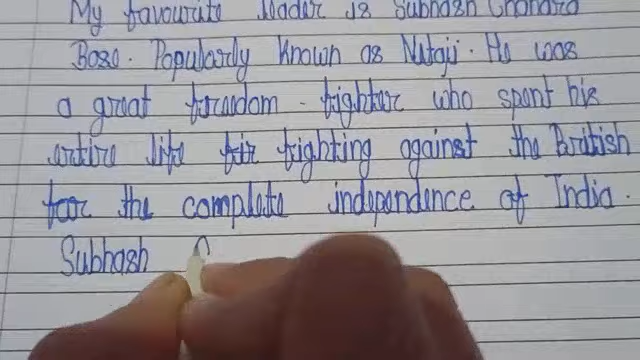 My favourite leader is Subhash Chandra
Bose. Popularly known as Netaji. He was
a great freedom-fighter who spent his
entire life for fighting against the British
for the complete independence of India.
Subhash